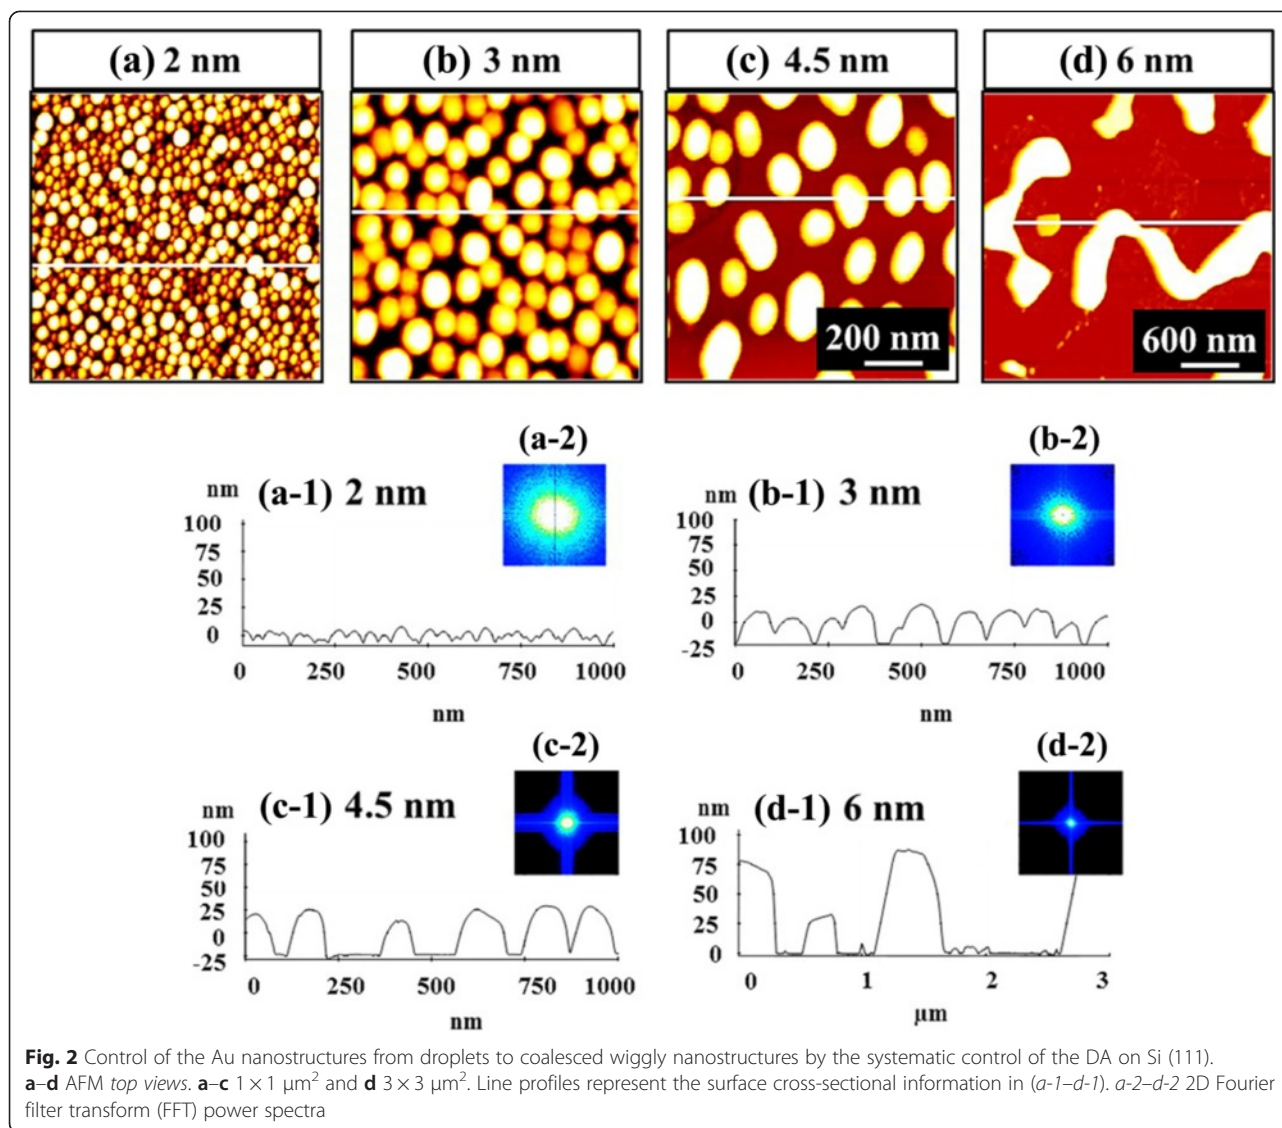 (a) 2 nm
(b) 3 nm
(c) 4.5 nm
(d) 6 nm
200 nm
600 nm
(a-2)
(b-2)
nm
(a-1) 2 nm
nm
(b-1) 3 nm
100
75
50
25
0
0
250
500
750
1000
nm
100
75
50
25
0
-25
0
250
500
750
1000
nm
(c-2)
(d-2)
nm
(c-1) 4.5 nm
nm
(d-1) 6 nm
100
75
50
25
0
-25
0
250
500
750
1000
nm
100
75
50
25
0
0
1
2
3
µm
Fig. 2 Control of the Au nanostructures from droplets to coalesced wiggly nanostructures by the systematic control of the DA on Si (111).
a–d AFM top views. a–c 1 × 1 µm² and d 3 × 3 µm². Line profiles represent the surface cross-sectional information in (a-1–d-1). a-2–d-2 2D Fourier
filter transform (FFT) power spectra